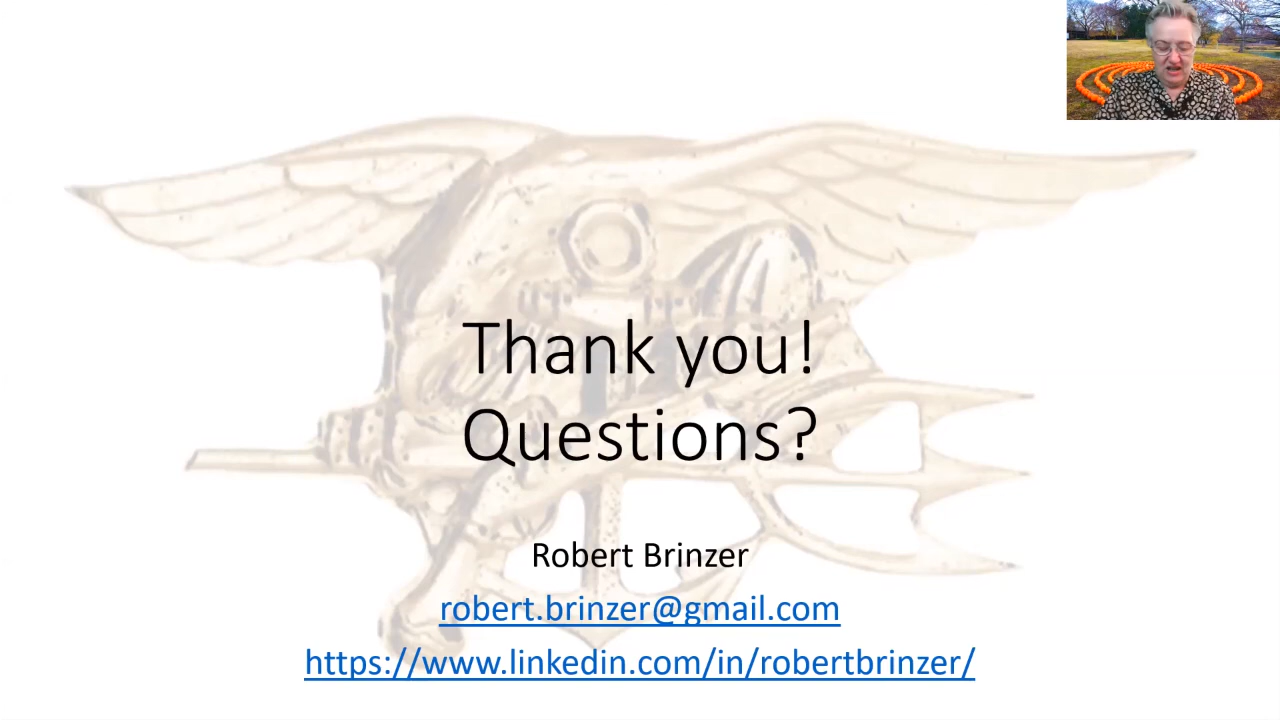 Thank you!
Questions?
Robert Brinzer
robert.brinzer@gmail.com
https://www.linkedin.com/in/robertbrinzer/